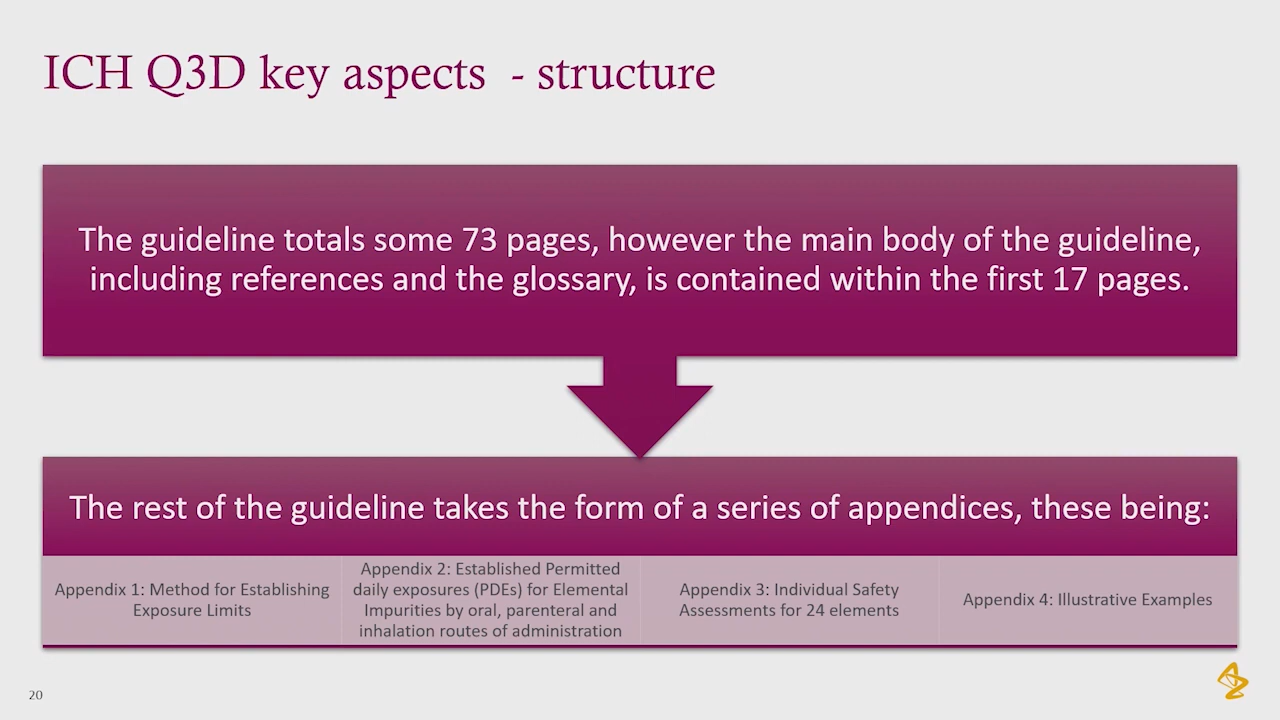 ICH Q3D key aspects - structure
The guideline totals some 73 pages, however the main body of the guideline,
including references and the glossary, is contained within the first 17 pages.
The rest of the guideline takes the form of a series of appendices, these being:
Appendix 1: Method for Establishing
Exposure Limits
Appendix 2: Established Permitted
daily exposures (PDEs) for Elemental
Impurities by oral, parenteral and
inhalation routes of administration
Appendix 3: Individual Safety
Assessments for 24 elements
Appendix 4: Illustrative Examples
20